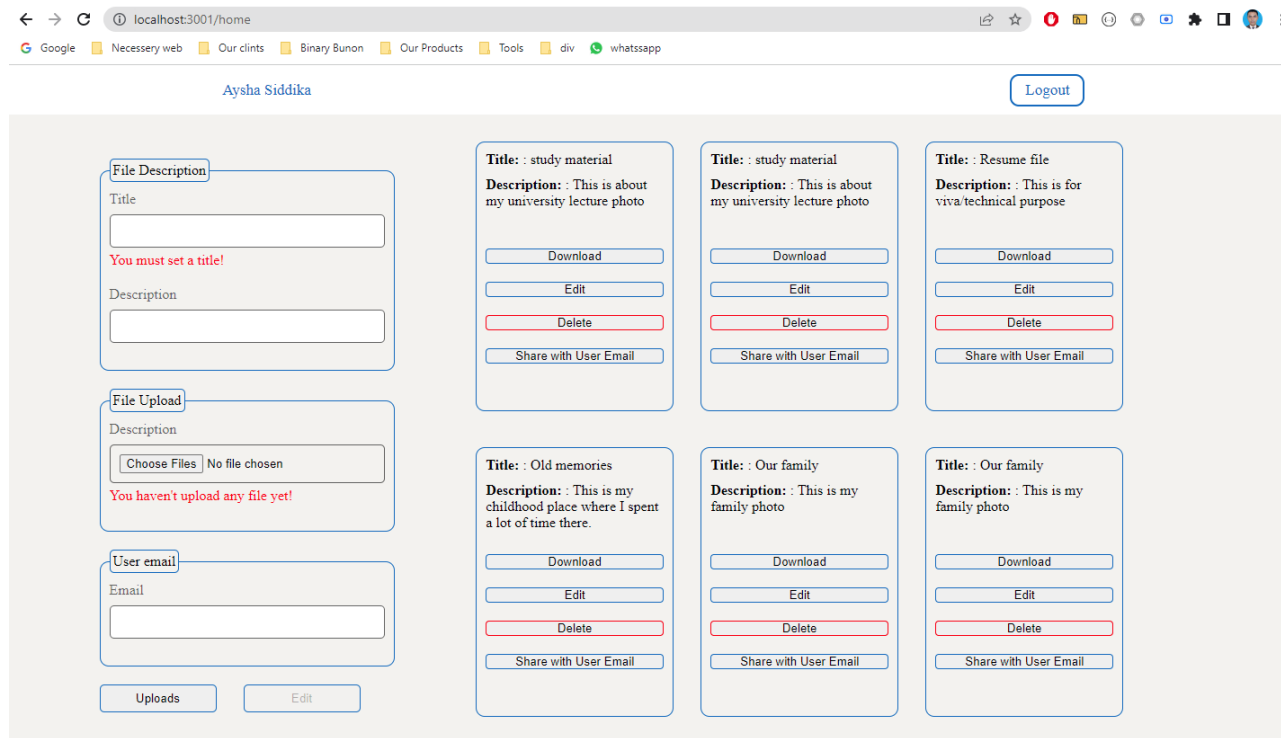 localhost:3001/home
Google Necessery web Our clints Binary Bunon Our Products Tools div whatssapp
Aysha Siddika
Logout
File Description
Title
You must set a title!
Description
File Upload
Description
Choose Files No file chosen
You haven't upload any file yet!
User email
Email
Uploads
Edit
Title: : study material
Description: : This is about
my university lecture photo
Download
Edit
Delete
Share with User Email
Title: : study material
Description: : This is about
my university lecture photo
Download
Edit
Delete
Share with User Email
Title: : Resume file
Description: : This is for
viva/technical purpose
Download
Edit
Delete
Share with User Email
Title: : Old memories
Description: : This is my
childhood place where I spent
a lot of time there.
Download
Edit
Delete
Share with User Email
Title: : Our family
Description: : This is my
family photo
Download
Edit
Delete
Share with User Email
Title: : Our family
Description: : This is my
family photo
Download
Edit
Delete
Share with User Email